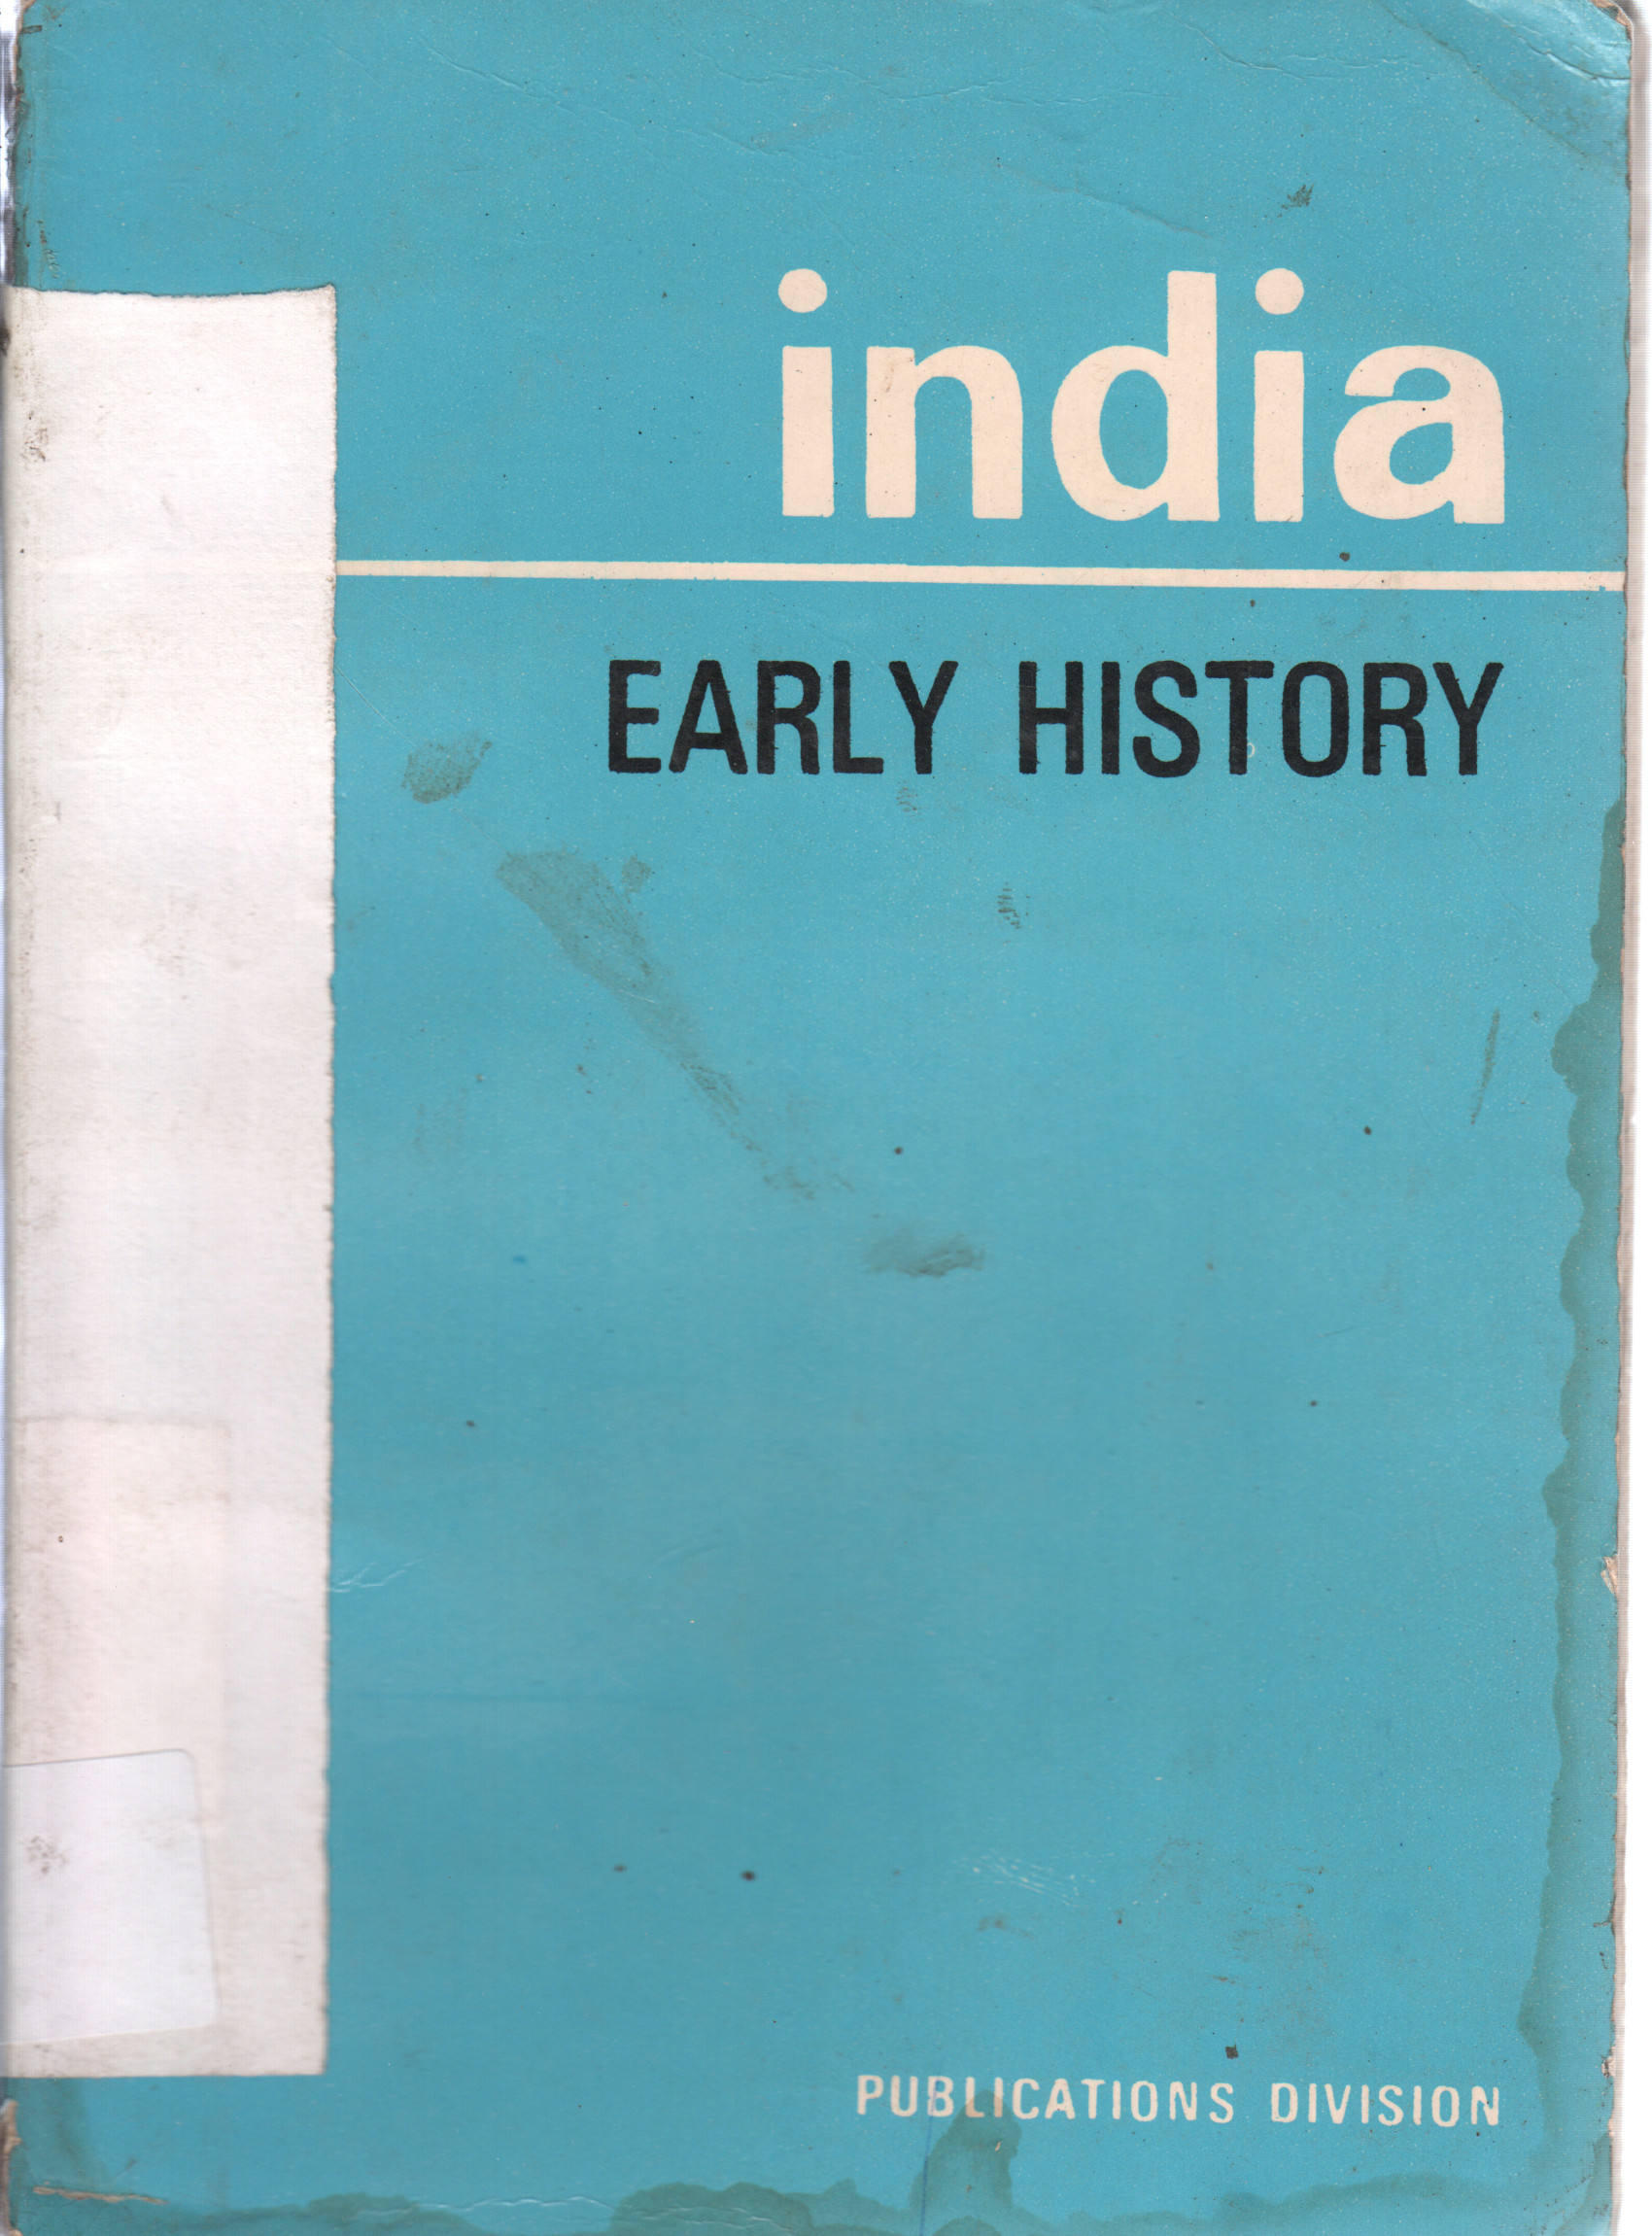 india
EARLY HISTORY
PUBLICATIONS DIVISION